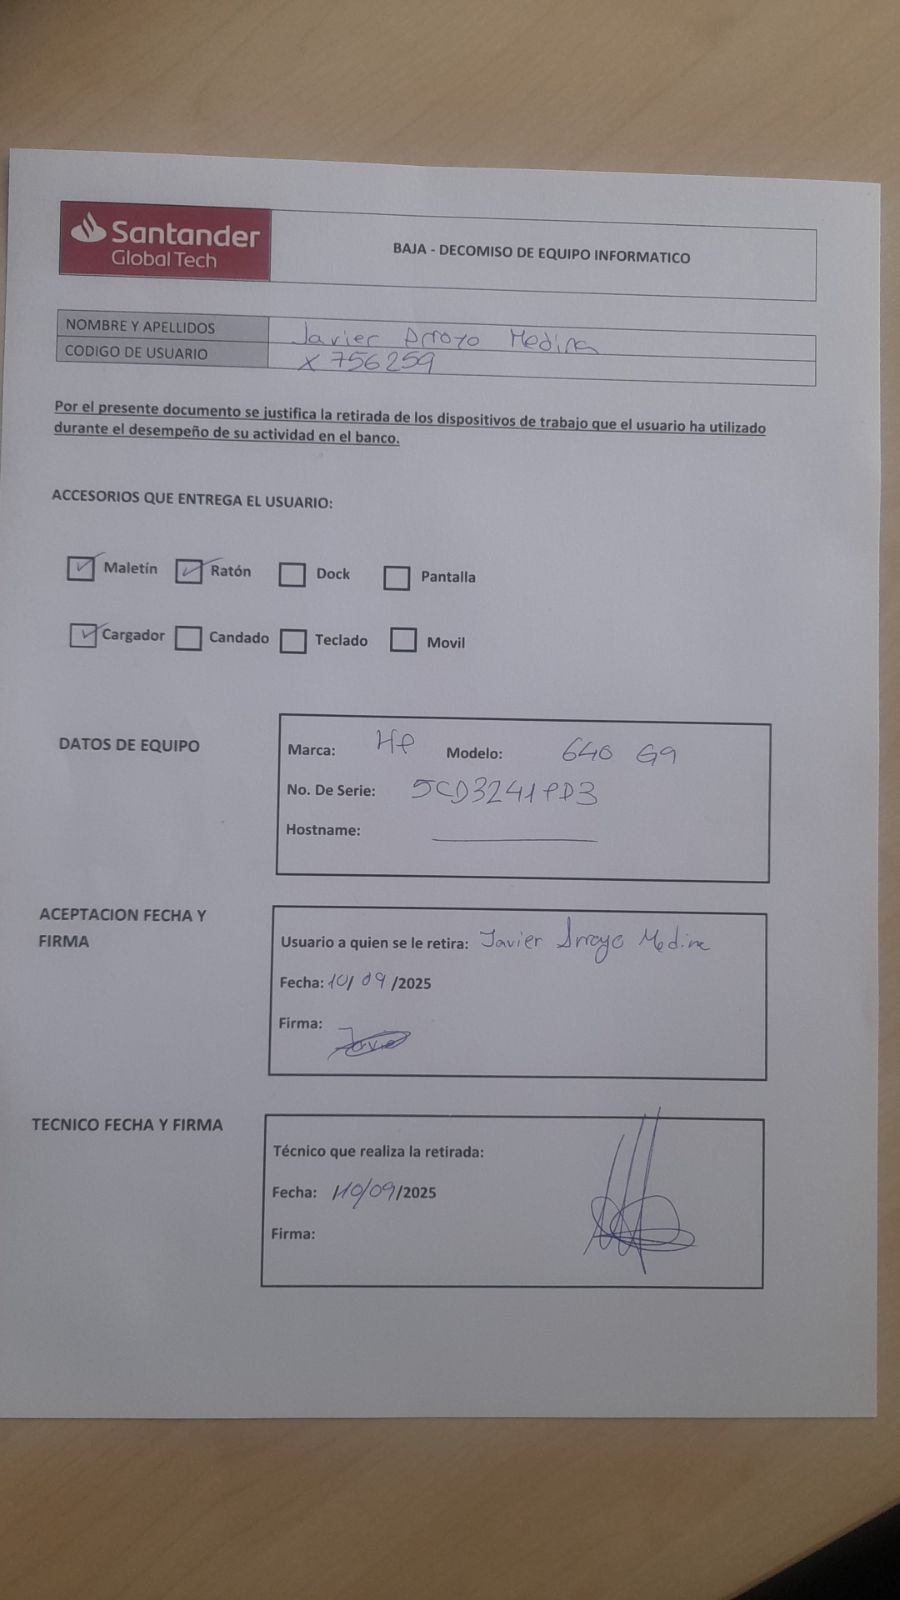 Santander
Global Tech
BAJA - DECOMISO DE EQUIPO INFORMATICO
NOMBRE Y APELLIDOS Javier Arroyo Medina
CODIGO DE USUARIO X756259
Por el presente documento se justifica la retirada de los dispositivos de trabajo que el usuario ha utilizado
durante el desempeño de su actividad en el banco.
ACCESORIOS QUE ENTREGA EL USUARIO:
Maletín Ratón Dock Pantalla
Cargador Candado Teclado Movil
DATOS DE EQUIPO
Marca: HP Modelo: 640 G9
No. De Serie: 5CD3241PD3
Hostname:
ACEPTACION FECHA Y
FIRMA
Usuario a quien se le retira: Javier Arroyo Medina
Fecha: 10/09/2025
Firma:
TECNICO FECHA Y FIRMA
Técnico que realiza la retirada:
Fecha: 10/09/2025
Firma: